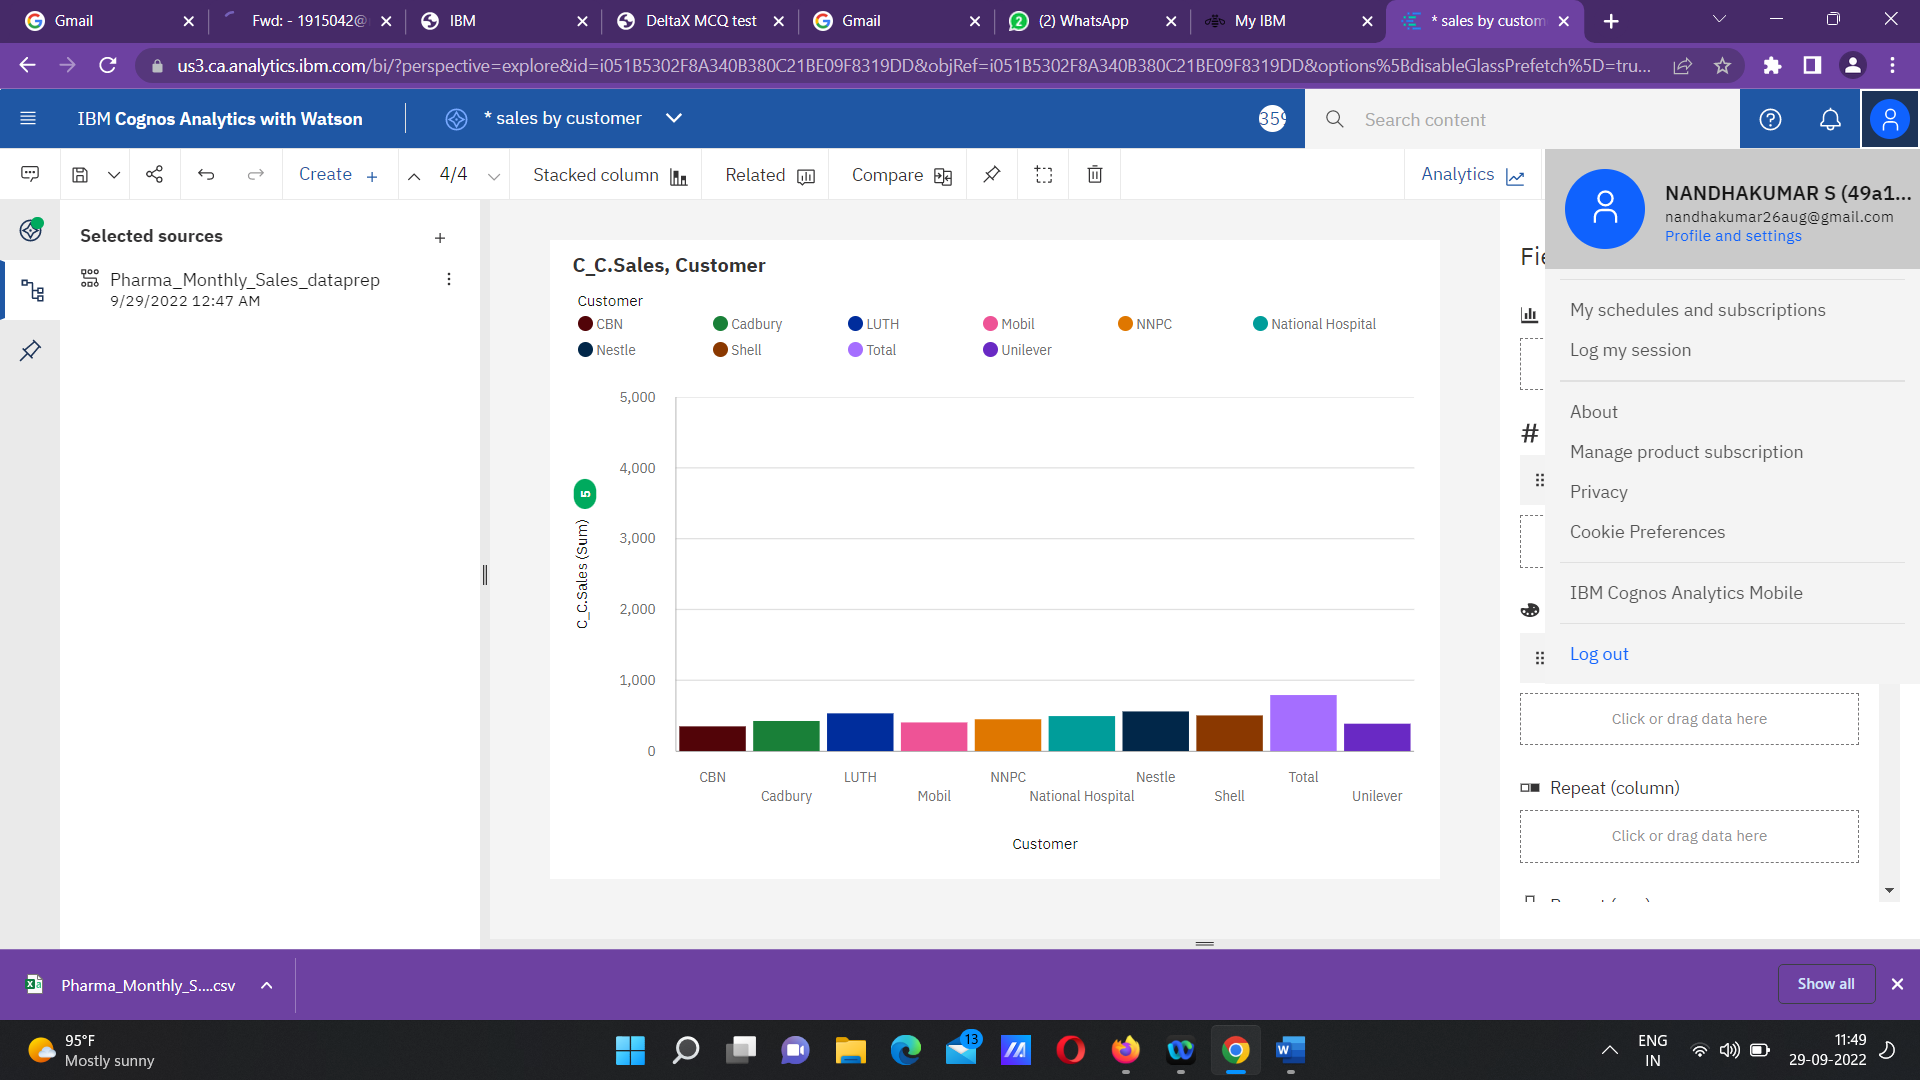 Gmail
Fwd: - 1915042@
IBM
DeltaX MCQ test
Gmail
(2) WhatsApp
My IBM
* sales by custom
us3.ca.analytics.ibm.com/bi/?perspective=explore&id=i051B5302F8A340B380C21BE09F8319DD&objRef=i051B5302F8A340B380C21BE09F8319DD&options%5BdisableGlassPrefetch%5D=tru...
IBM Cognos Analytics with Watson
* sales by customer
359
Search content
Create
4/4
Stacked column
Related
Compare
Analytics
NANDHAKUMAR S (49a1...
nandhakumar26aug@gmail.com
Profile and settings
Selected sources
Pharma_Monthly_Sales_dataprep
9/29/2022 12:47 AM
C_C.Sales, Customer
Customer
CBN
Cadbury
LUTH
Mobil
NNPC
National Hospital
Nestle
Shell
Total
Unilever
5,000
4,000
3,000
2,000
1,000
0
5
C_C.Sales (Sum)
CBN
Cadbury
LUTH
Mobil
NNPC
National Hospital
Nestle
Shell
Total
Unilever
Customer
My schedules and subscriptions
Log my session
About
Manage product subscription
Privacy
Cookie Preferences
IBM Cognos Analytics Mobile
Log out
Click or drag data here
Repeat (column)
Click or drag data here
Pharma_Monthly_S....csv
Show all
95°F
Mostly sunny
13
ENG
IN
11:49
29-09-2022